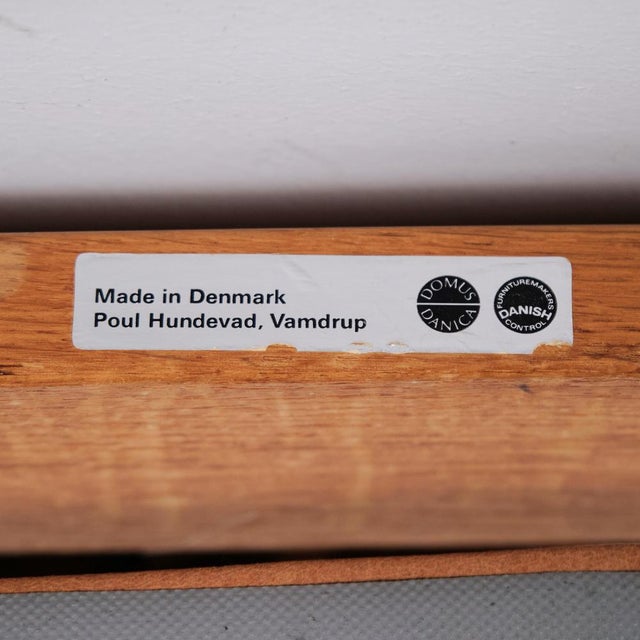 Made in Denmark
Poul Hundevad, Vamdrup
DOMUS
DANICA
FURNITUREMAKERS
DANISH
CONTROL